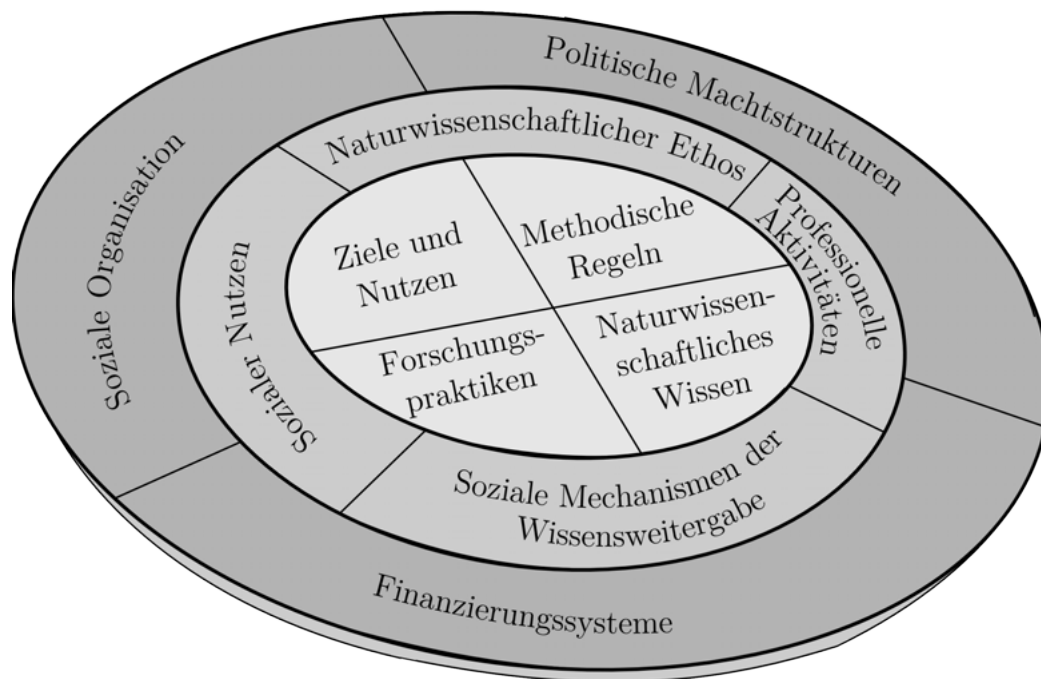 Politische Machtstrukturen
Soziale Organisation
Naturwissenschaftlicher Ethos
Professionelle
Aktivitäten
Sozialer Nutzen
Ziele und
Nutzen
Methodische
Regeln
Forschungs-
praktiken
Naturwissen-
schaftliches
Wissen
Soziale Mechanismen der
Wissensweitergabe
Finanzierungssysteme